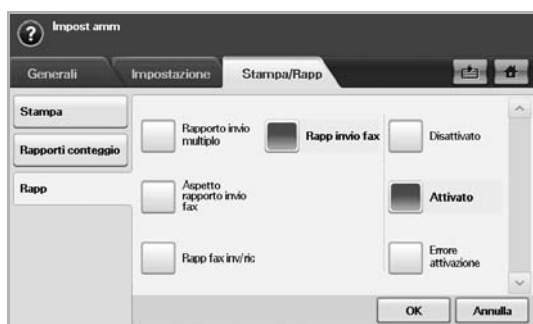 Impost amm
Generali
Impostazione
Stampa/Rapp
Stampa
Rapporti conteggio
Rapp
Rapporto invio
multiplo
Rapp invio fax
Disattivato
Aspetto
rapporto invio
fax
Attivato
Rapp fax inv/ric
Errore
attivazione
OK
Annulla